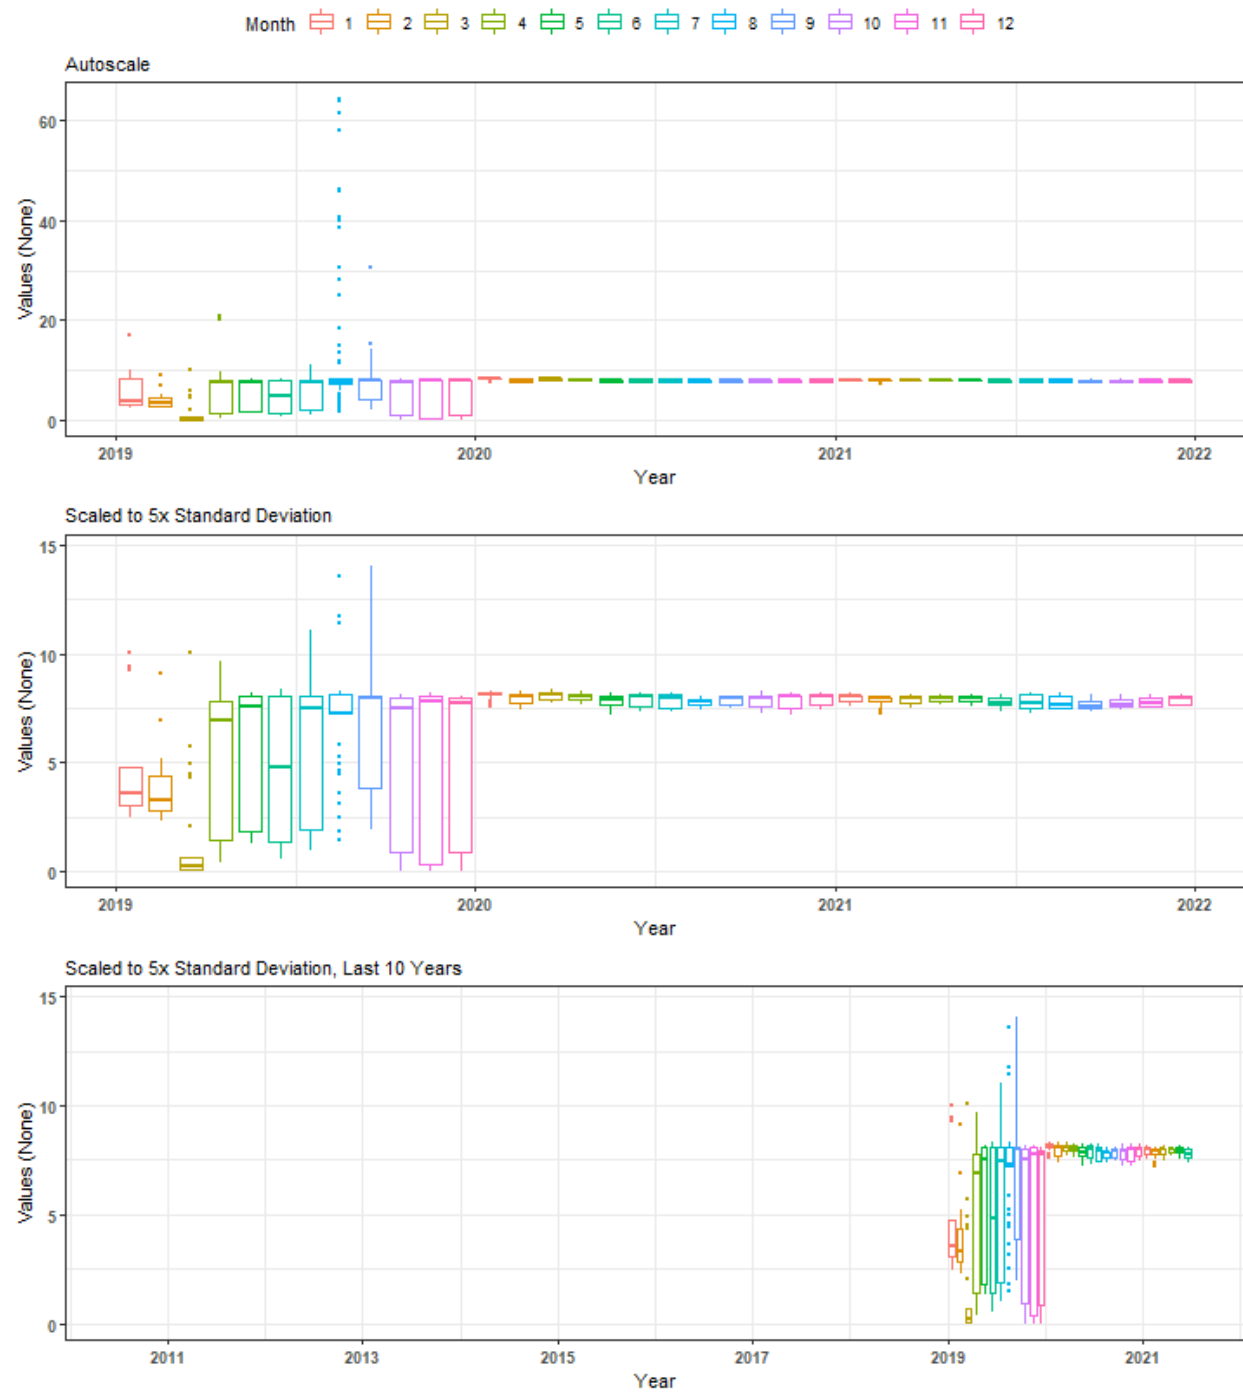 Month 1 2 3 4 5 6 7 8 9 10 11 12
Autoscale
60
40
20
0
Values (None)
2019 2020 2021 2022
Year
Scaled to 5x Standard Deviation
15
10
5
0
Values (None)
2019 2020 2021 2022
Year
Scaled to 5x Standard Deviation, Last 10 Years
15
10
5
0
Values (None)
2011 2013 2015 2017 2019 2021
Year